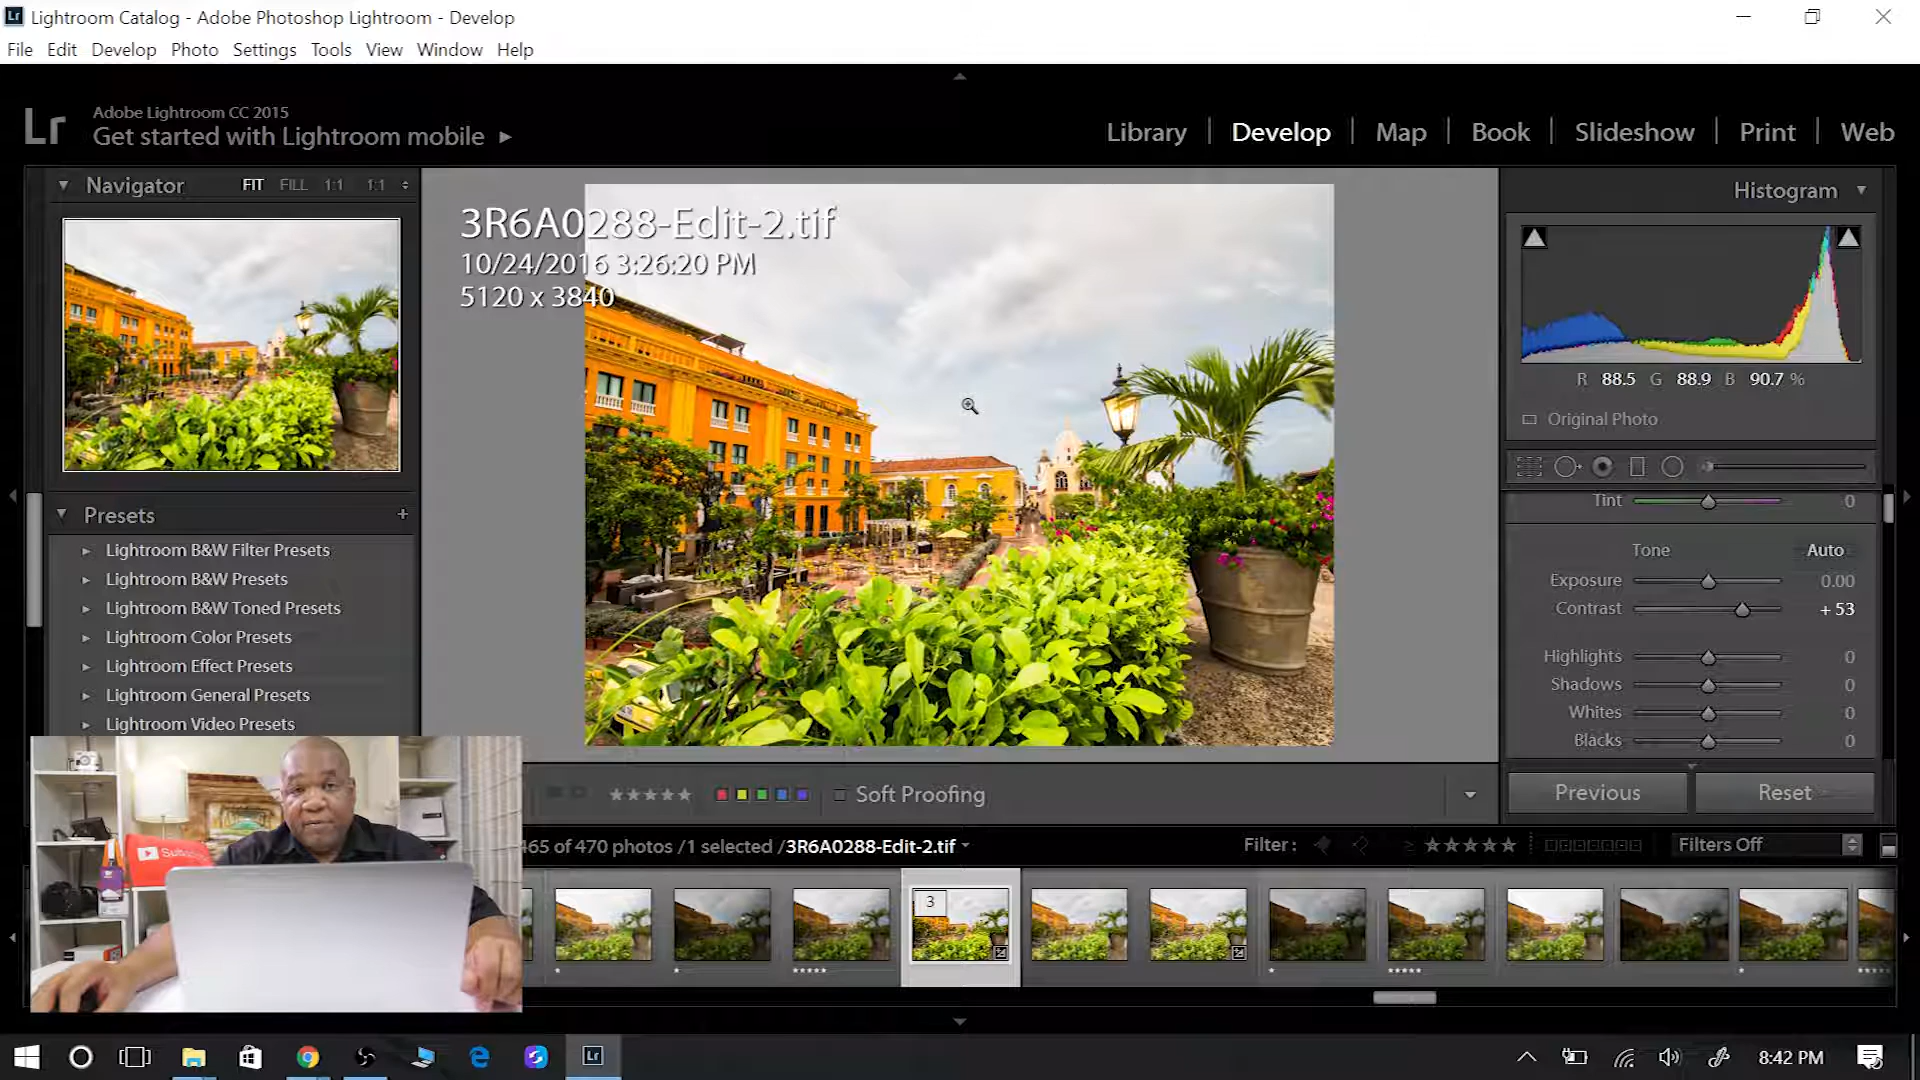 Lr Lightroom Catalog - Adobe Photoshop Lightroom - Develop
File Edit Develop Photo Settings Tools View Window Help
Lr Adobe Lightroom CC 2015
Get started with Lightroom mobile
Library Develop Map Book Slideshow Print Web
Navigator FIT FILL 1:1 1:1
3R6A0288-Edit-2.tif
10/24/2016 3:26:20 PM
5120 x 3840
Histogram
R 88.5 G 88.9 B 90.7 %
Original Photo
Tint 0
Tone Auto
Exposure 0.00
Contrast + 53
Highlights 0
Shadows 0
Whites 0
Blacks 0
Previous Reset
Presets +
Lightroom B&W Filter Presets
Lightroom B&W Presets
Lightroom B&W Toned Presets
Lightroom Color Presets
Lightroom Effect Presets
Lightroom General Presets
Lightroom Video Presets
Soft Proofing
465 of 470 photos /1 selected /3R6A0288-Edit-2.tif
Filter : Filters Off
3
Lr
8:42 PM